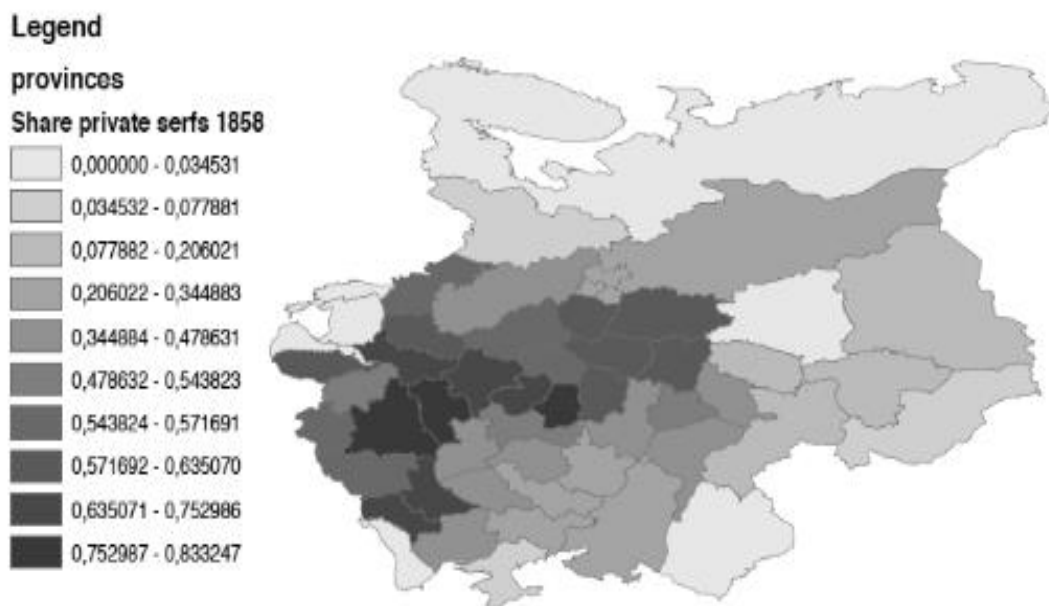 Legend
provinces
Share private serfs 1858
0,000000 - 0,034531
0,034532 - 0,077881
0,077882 - 0,206021
0,206022 - 0,344883
0,344884 - 0,478631
0,478632 - 0,543823
0,543824 - 0,571691
0,571692 - 0,635070
0,635071 - 0,752986
0,752987 - 0,833247